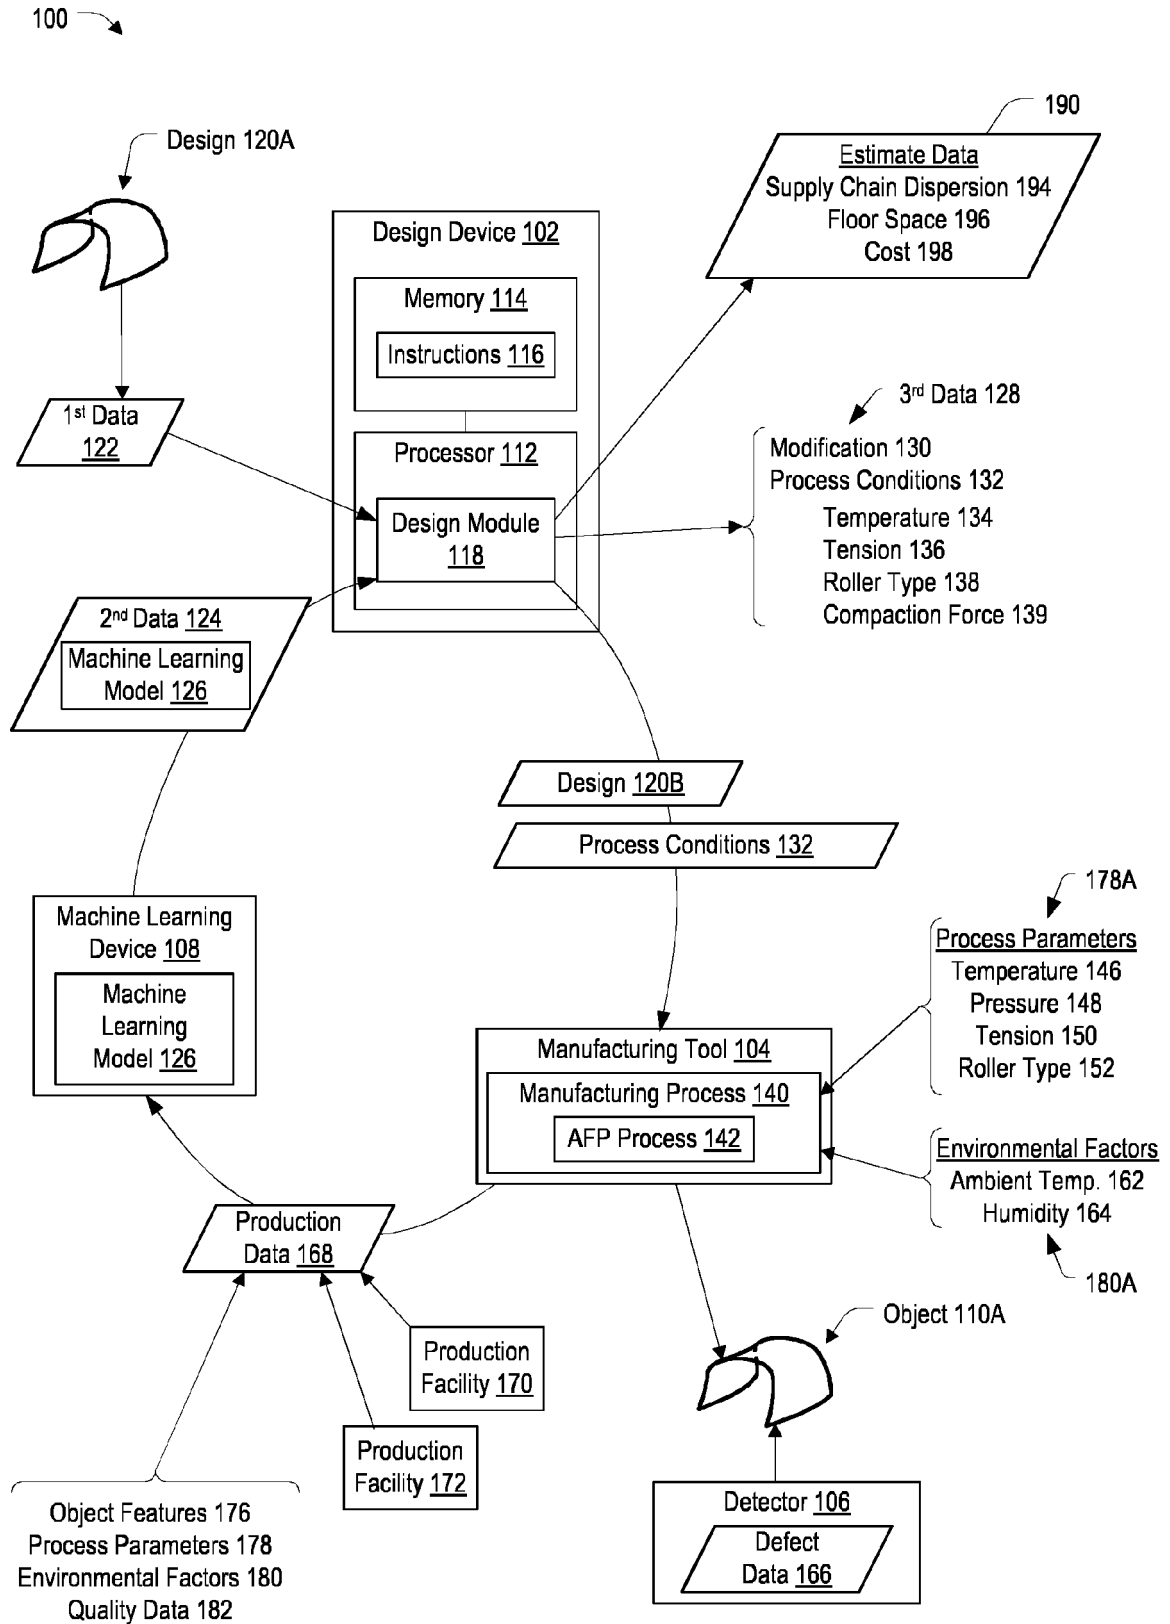 100
Design 120A
190
Estimate Data
Supply Chain Dispersion 194
Floor Space 196
Cost 198
Design Device 102
Memory 114
Instructions 116
1st Data
122
Processor 112
Design Module
118
3rd Data 128
Modification 130
Process Conditions 132
Temperature 134
Tension 136
Roller Type 138
Compaction Force 139
2nd Data 124
Machine Learning
Model 126
Design 120B
Process Conditions 132
Machine Learning
Device 108
Machine
Learning
Model 126
178A
Process Parameters
Temperature 146
Pressure 148
Tension 150
Roller Type 152
Manufacturing Tool 104
Manufacturing Process 140
AFP Process 142
Environmental Factors
Ambient Temp. 162
Humidity 164
180A
Production
Data 168
Object 110A
Production
Facility 170
Production
Facility 172
Object Features 176
Process Parameters 178
Environmental Factors 180
Quality Data 182
Detector 106
Defect
Data 166